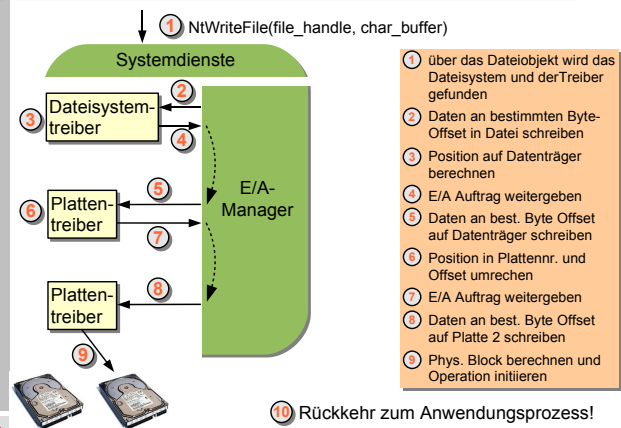 1 NtWriteFile(file_handle, char_buffer)
Systemdienste
2
3 Dateisystem-
treiber
4
E/A-
Manager
5
6 Platten-
treiber
7
8
Platten-
treiber
9
1 über das Dateiobjekt wird das
Dateisystem und derTreiber
gefunden
2 Daten an bestimmten Byte-
Offset in Datei schreiben
3 Position auf Datenträger
berechnen
4 E/A Auftrag weitergeben
5 Daten an best. Byte Offset
auf Datenträger schreiben
6 Position in Plattennr. und
Offset umrechen
7 E/A Auftrag weitergeben
8 Daten an best. Byte Offset
auf Platte 2 schreiben
9 Phys. Block berechnen und
Operation initiieren
10 Rückkehr zum Anwendungsprozess!